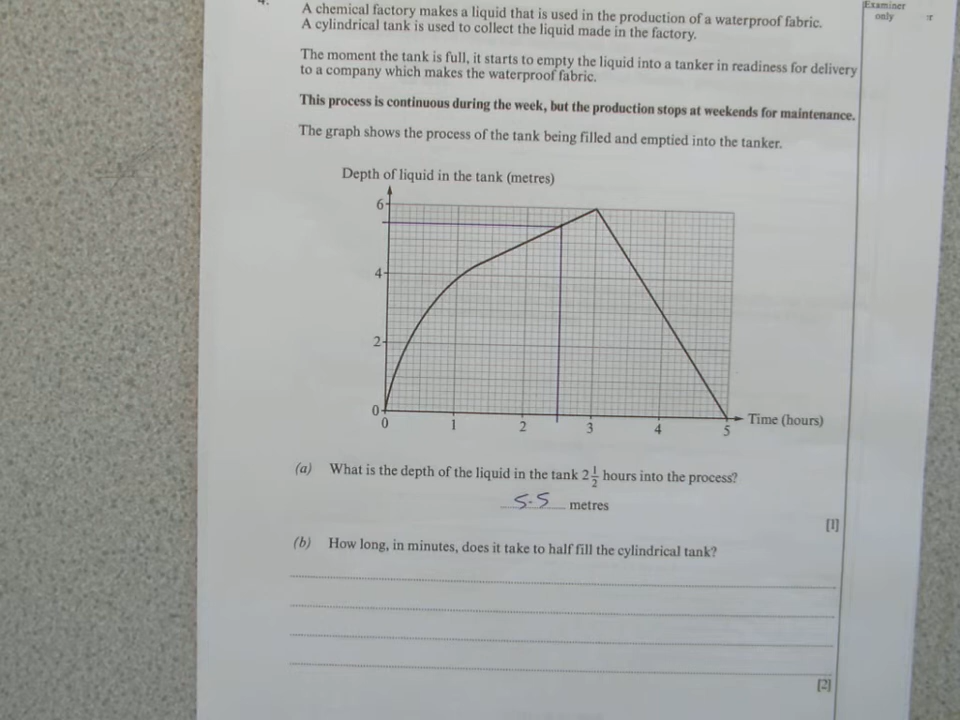 4.
Examiner
only
A chemical factory makes a liquid that is used in the production of a waterproof fabric.
A cylindrical tank is used to collect the liquid made in the factory.
The moment the tank is full, it starts to empty the liquid into a tanker in readiness for delivery
to a company which makes the waterproof fabric.
This process is continuous during the week, but the production stops at weekends for maintenance.
The graph shows the process of the tank being filled and emptied into the tanker.
Depth of liquid in the tank (metres)
6
4
2
0
0 1 2 3 4 5 Time (hours)
(a) What is the depth of the liquid in the tank 2 1/2 hours into the process?
5.5 metres
[1]
(b) How long, in minutes, does it take to half fill the cylindrical tank?
[2]